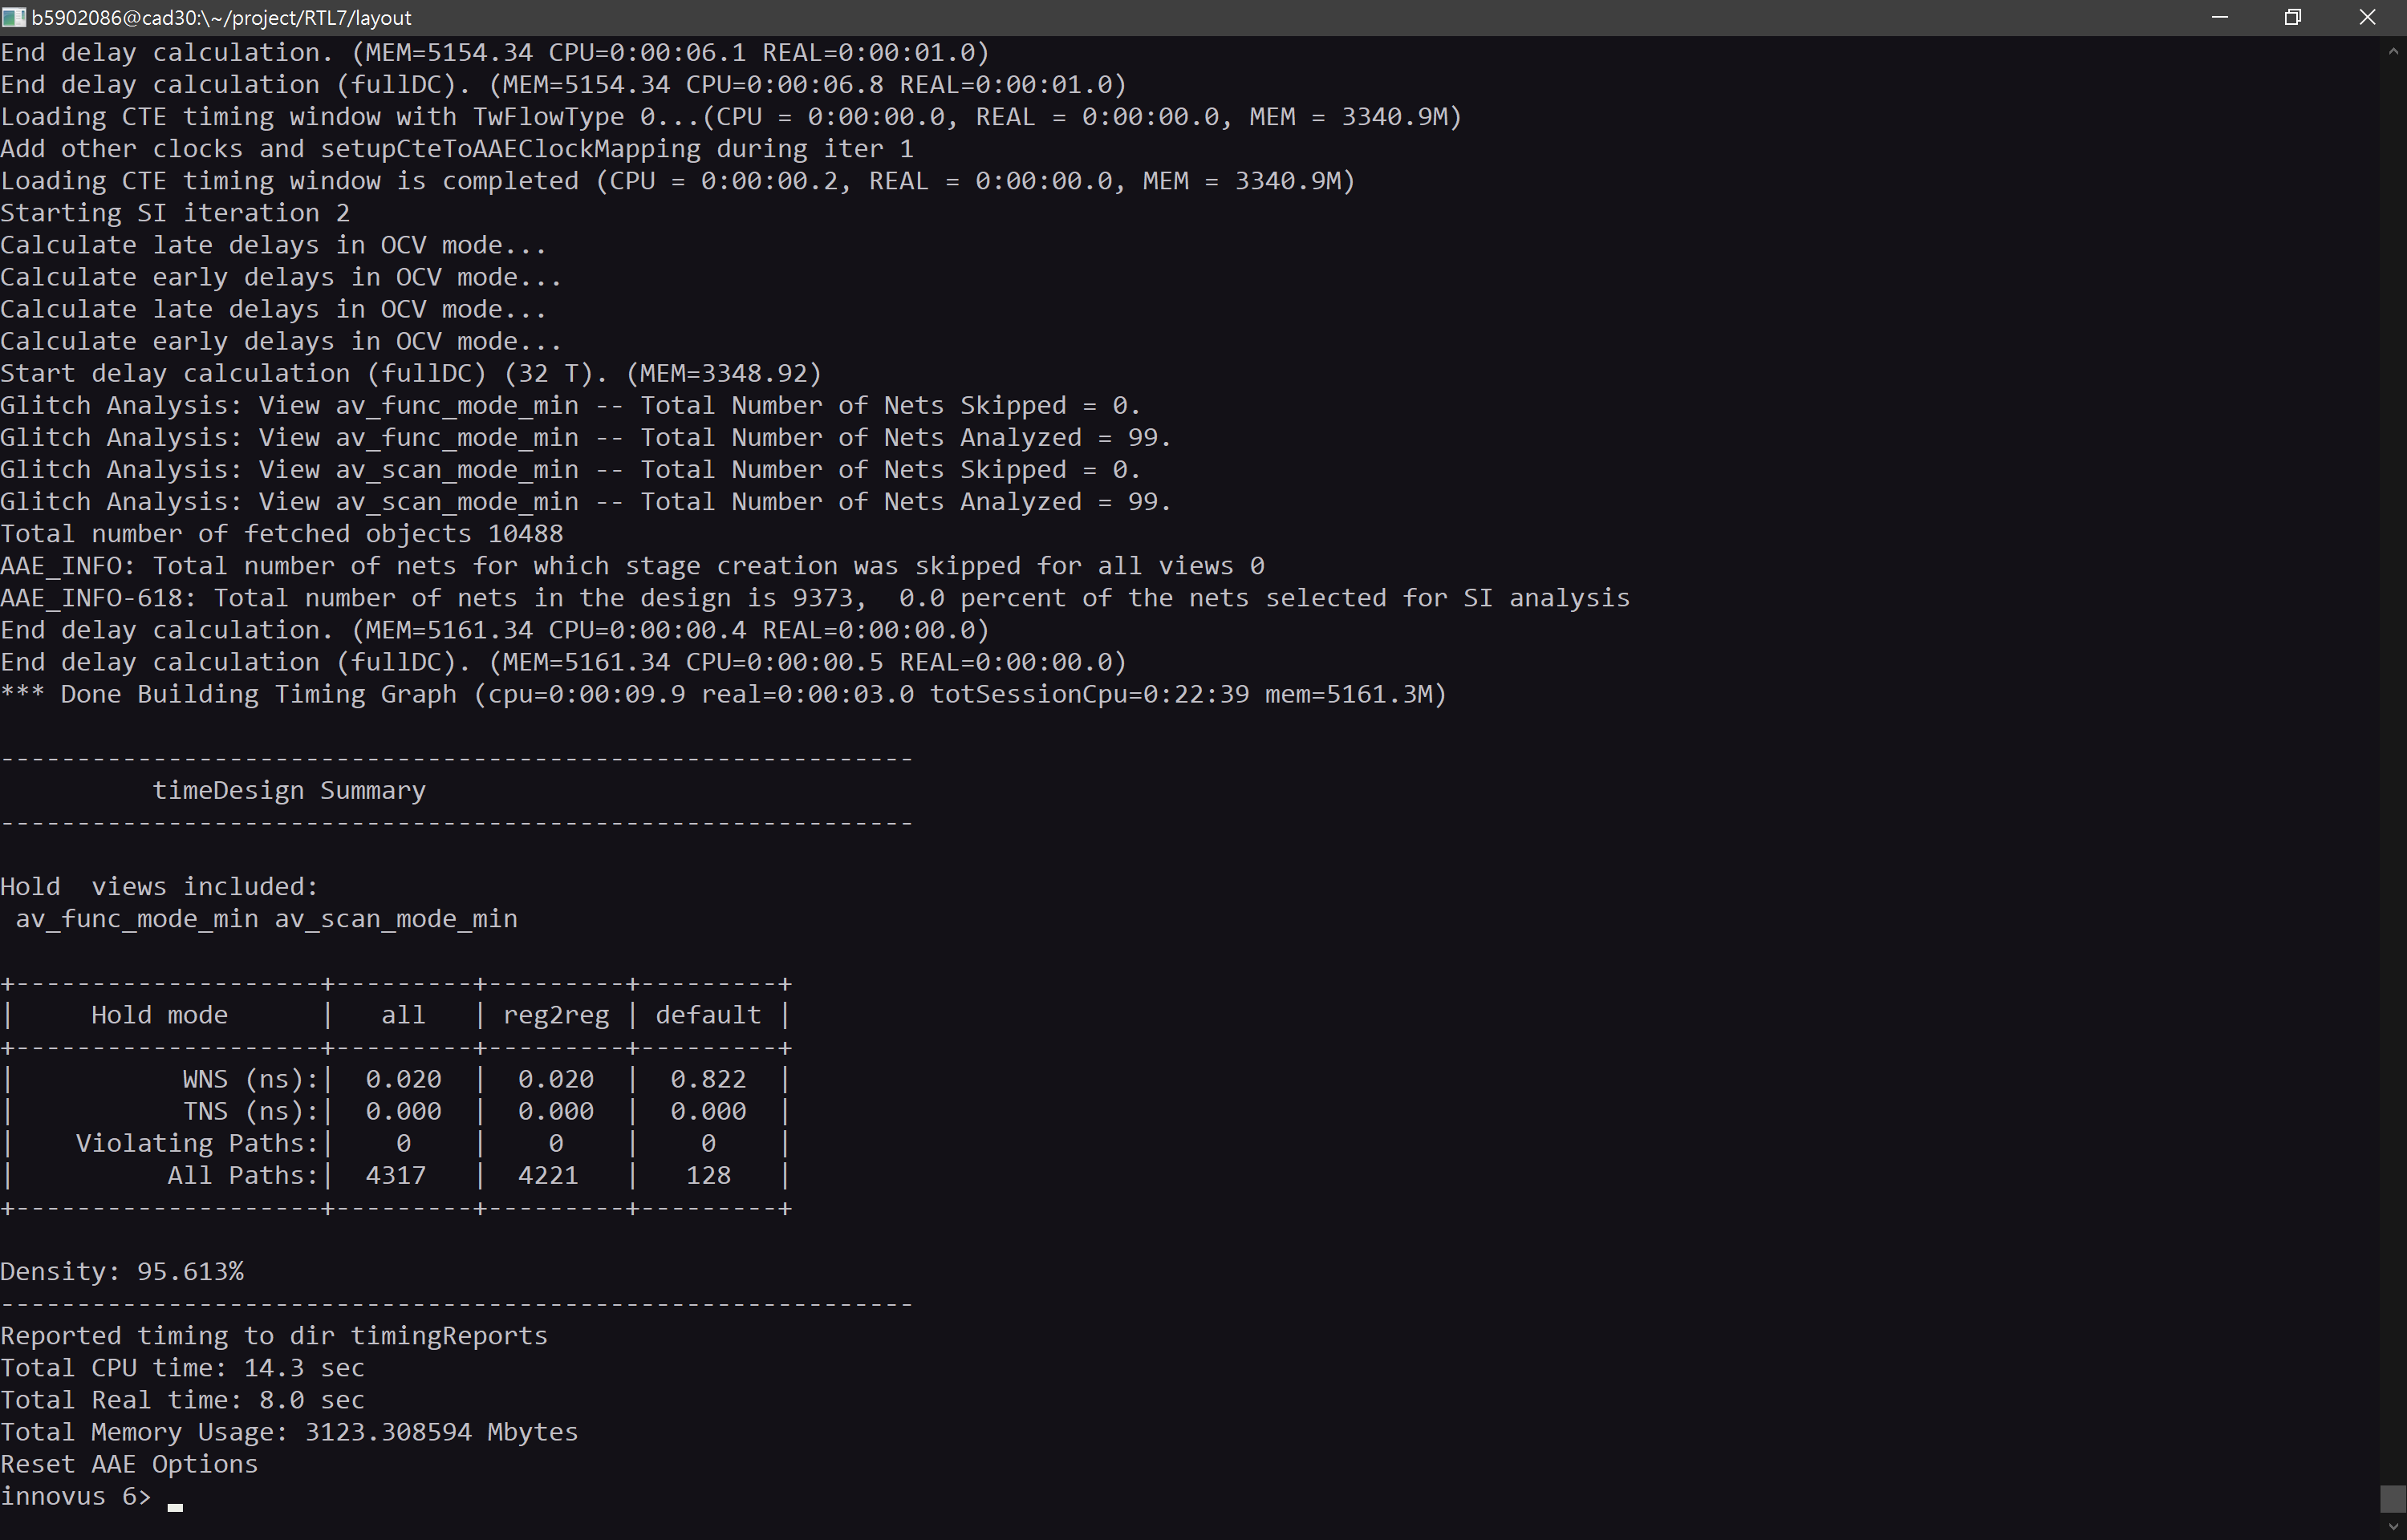 b5902086@cad30:\~/project/RTL7/layout
End delay calculation. (MEM=5154.34 CPU=0:00:06.1 REAL=0:00:01.0)
End delay calculation (fullDC). (MEM=5154.34 CPU=0:00:06.8 REAL=0:00:01.0)
Loading CTE timing window with TwFlowType 0...(CPU = 0:00:00.0, REAL = 0:00:00.0, MEM = 3340.9M)
Add other clocks and setupCteToAAEClockMapping during iter 1
Loading CTE timing window is completed (CPU = 0:00:00.2, REAL = 0:00:00.0, MEM = 3340.9M)
Starting SI iteration 2
Calculate late delays in OCV mode...
Calculate early delays in OCV mode...
Calculate late delays in OCV mode...
Calculate early delays in OCV mode...
Start delay calculation (fullDC) (32 T). (MEM=3348.92)
Glitch Analysis: View av_func_mode_min -- Total Number of Nets Skipped = 0.
Glitch Analysis: View av_func_mode_min -- Total Number of Nets Analyzed = 99.
Glitch Analysis: View av_scan_mode_min -- Total Number of Nets Skipped = 0.
Glitch Analysis: View av_scan_mode_min -- Total Number of Nets Analyzed = 99.
Total number of fetched objects 10488
AAE_INFO: Total number of nets for which stage creation was skipped for all views 0
AAE_INFO-618: Total number of nets in the design is 9373,  0.0 percent of the nets selected for SI analysis
End delay calculation. (MEM=5161.34 CPU=0:00:00.4 REAL=0:00:00.0)
End delay calculation (fullDC). (MEM=5161.34 CPU=0:00:00.5 REAL=0:00:00.0)
*** Done Building Timing Graph (cpu=0:00:09.9 real=0:00:03.0 totSessionCpu=0:22:39 mem=5161.3M)
------------------------------------------------------------
          timeDesign Summary
------------------------------------------------------------
Hold  views included:
 av_func_mode_min av_scan_mode_min
+--------------------+---------+---------+---------+
|     Hold mode      |   all   | reg2reg | default |
+--------------------+---------+---------+---------+
|           WNS (ns):|  0.020  |  0.020  |  0.822  |
|           TNS (ns):|  0.000  |  0.000  |  0.000  |
|    Violating Paths:|    0    |    0    |    0    |
|          All Paths:|  4317   |  4221   |   128   |
+--------------------+---------+---------+---------+
Density: 95.613%
------------------------------------------------------------
Reported timing to dir timingReports
Total CPU time: 14.3 sec
Total Real time: 8.0 sec
Total Memory Usage: 3123.308594 Mbytes
Reset AAE Options
innovus 6>